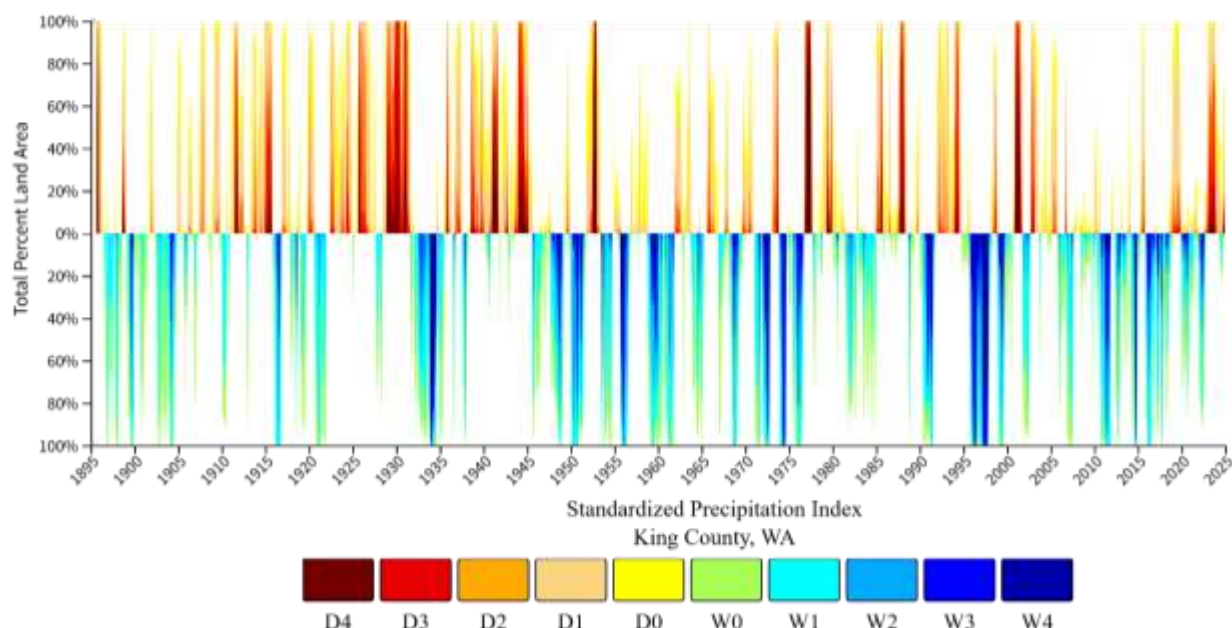 100%
80%
60%
40%
20%
0%
20%
40%
60%
80%
100%
Total Percent Land Area
1895 1900 1905 1910 1915 1920 1925 1930 1935 1940 1945 1950 1955 1960 1965 1970 1975 1980 1985 1990 1995 2000 2005 2010 2015 2020 2025
Standardized Precipitation Index
King County, WA
D4 D3 D2 D1 D0 W0 W1 W2 W3 W4